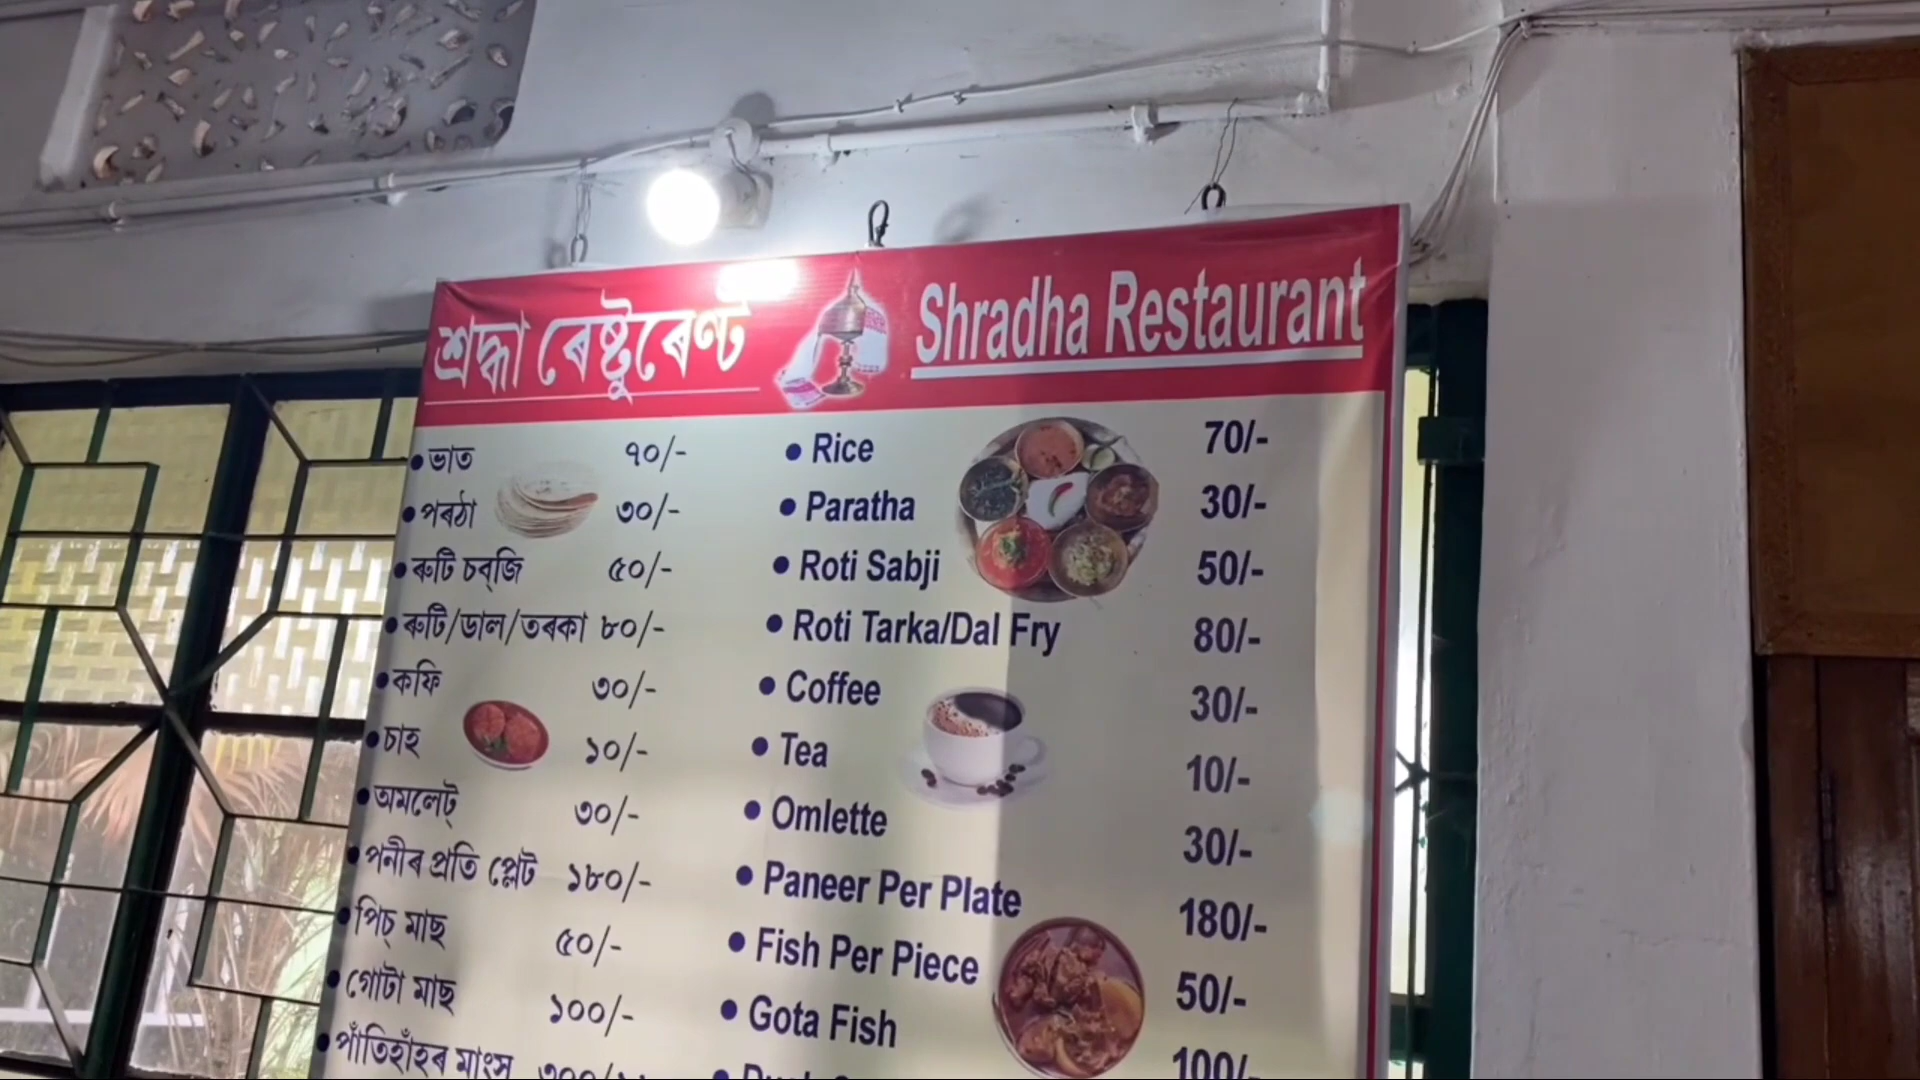 শ্ৰদ্ধা ৰেষ্টুৰেণ্ট Shradha Restaurant
• ভাত ৭০/- • Rice 70/-
• পৰঠা ৩০/- • Paratha 30/-
• ৰুটি চব্জি ৫০/- • Roti Sabji 50/-
• ৰুটি/ডাল/তৰকা ৮০/- • Roti Tarka/Dal Fry 80/-
• কফি ৩০/- • Coffee 30/-
• চাহ ১০/- • Tea 10/-
• অমলেট্ ৩০/- • Omlette 30/-
• পনীৰ প্ৰতি প্লেট ১৮০/- • Paneer Per Plate 180/-
• পিচ্ মাছ ৫০/- • Fish Per Piece 50/-
• গোটা মাছ ১০০/- • Gota Fish 100/-
• পাঁতিহাঁহৰ মাংস